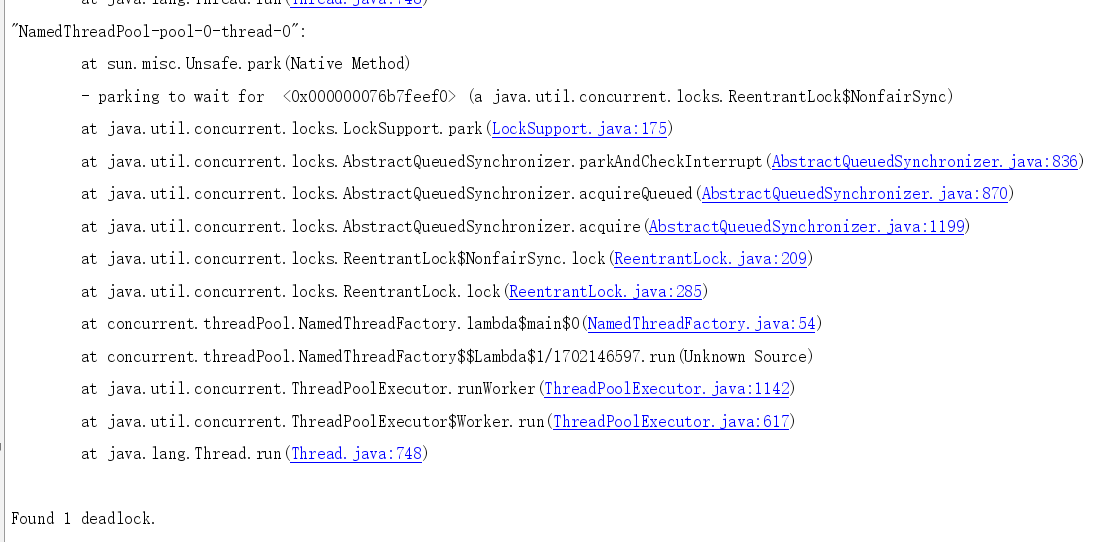 at java.lang.Thread.run(Thread.java:748)
"NamedThreadPool-pool-0-thread-0":
at sun.misc.Unsafe.park(Native Method)
- parking to wait for  <0x000000076b7feef0> (a java.util.concurrent.locks.ReentrantLock$NonfairSync)
at java.util.concurrent.locks.LockSupport.park(LockSupport.java:175)
at java.util.concurrent.locks.AbstractQueuedSynchronizer.parkAndCheckInterrupt(AbstractQueuedSynchronizer.java:836)
at java.util.concurrent.locks.AbstractQueuedSynchronizer.acquireQueued(AbstractQueuedSynchronizer.java:870)
at java.util.concurrent.locks.AbstractQueuedSynchronizer.acquire(AbstractQueuedSynchronizer.java:1199)
at java.util.concurrent.locks.ReentrantLock$NonfairSync.lock(ReentrantLock.java:209)
at java.util.concurrent.locks.ReentrantLock.lock(ReentrantLock.java:285)
at concurrent.threadPool.NamedThreadFactory.lambda$main$0(NamedThreadFactory.java:54)
at concurrent.threadPool.NamedThreadFactory$$Lambda$1/1702146597.run(Unknown Source)
at java.util.concurrent.ThreadPoolExecutor.runWorker(ThreadPoolExecutor.java:1142)
at java.util.concurrent.ThreadPoolExecutor$Worker.run(ThreadPoolExecutor.java:617)
at java.lang.Thread.run(Thread.java:748)
Found 1 deadlock.